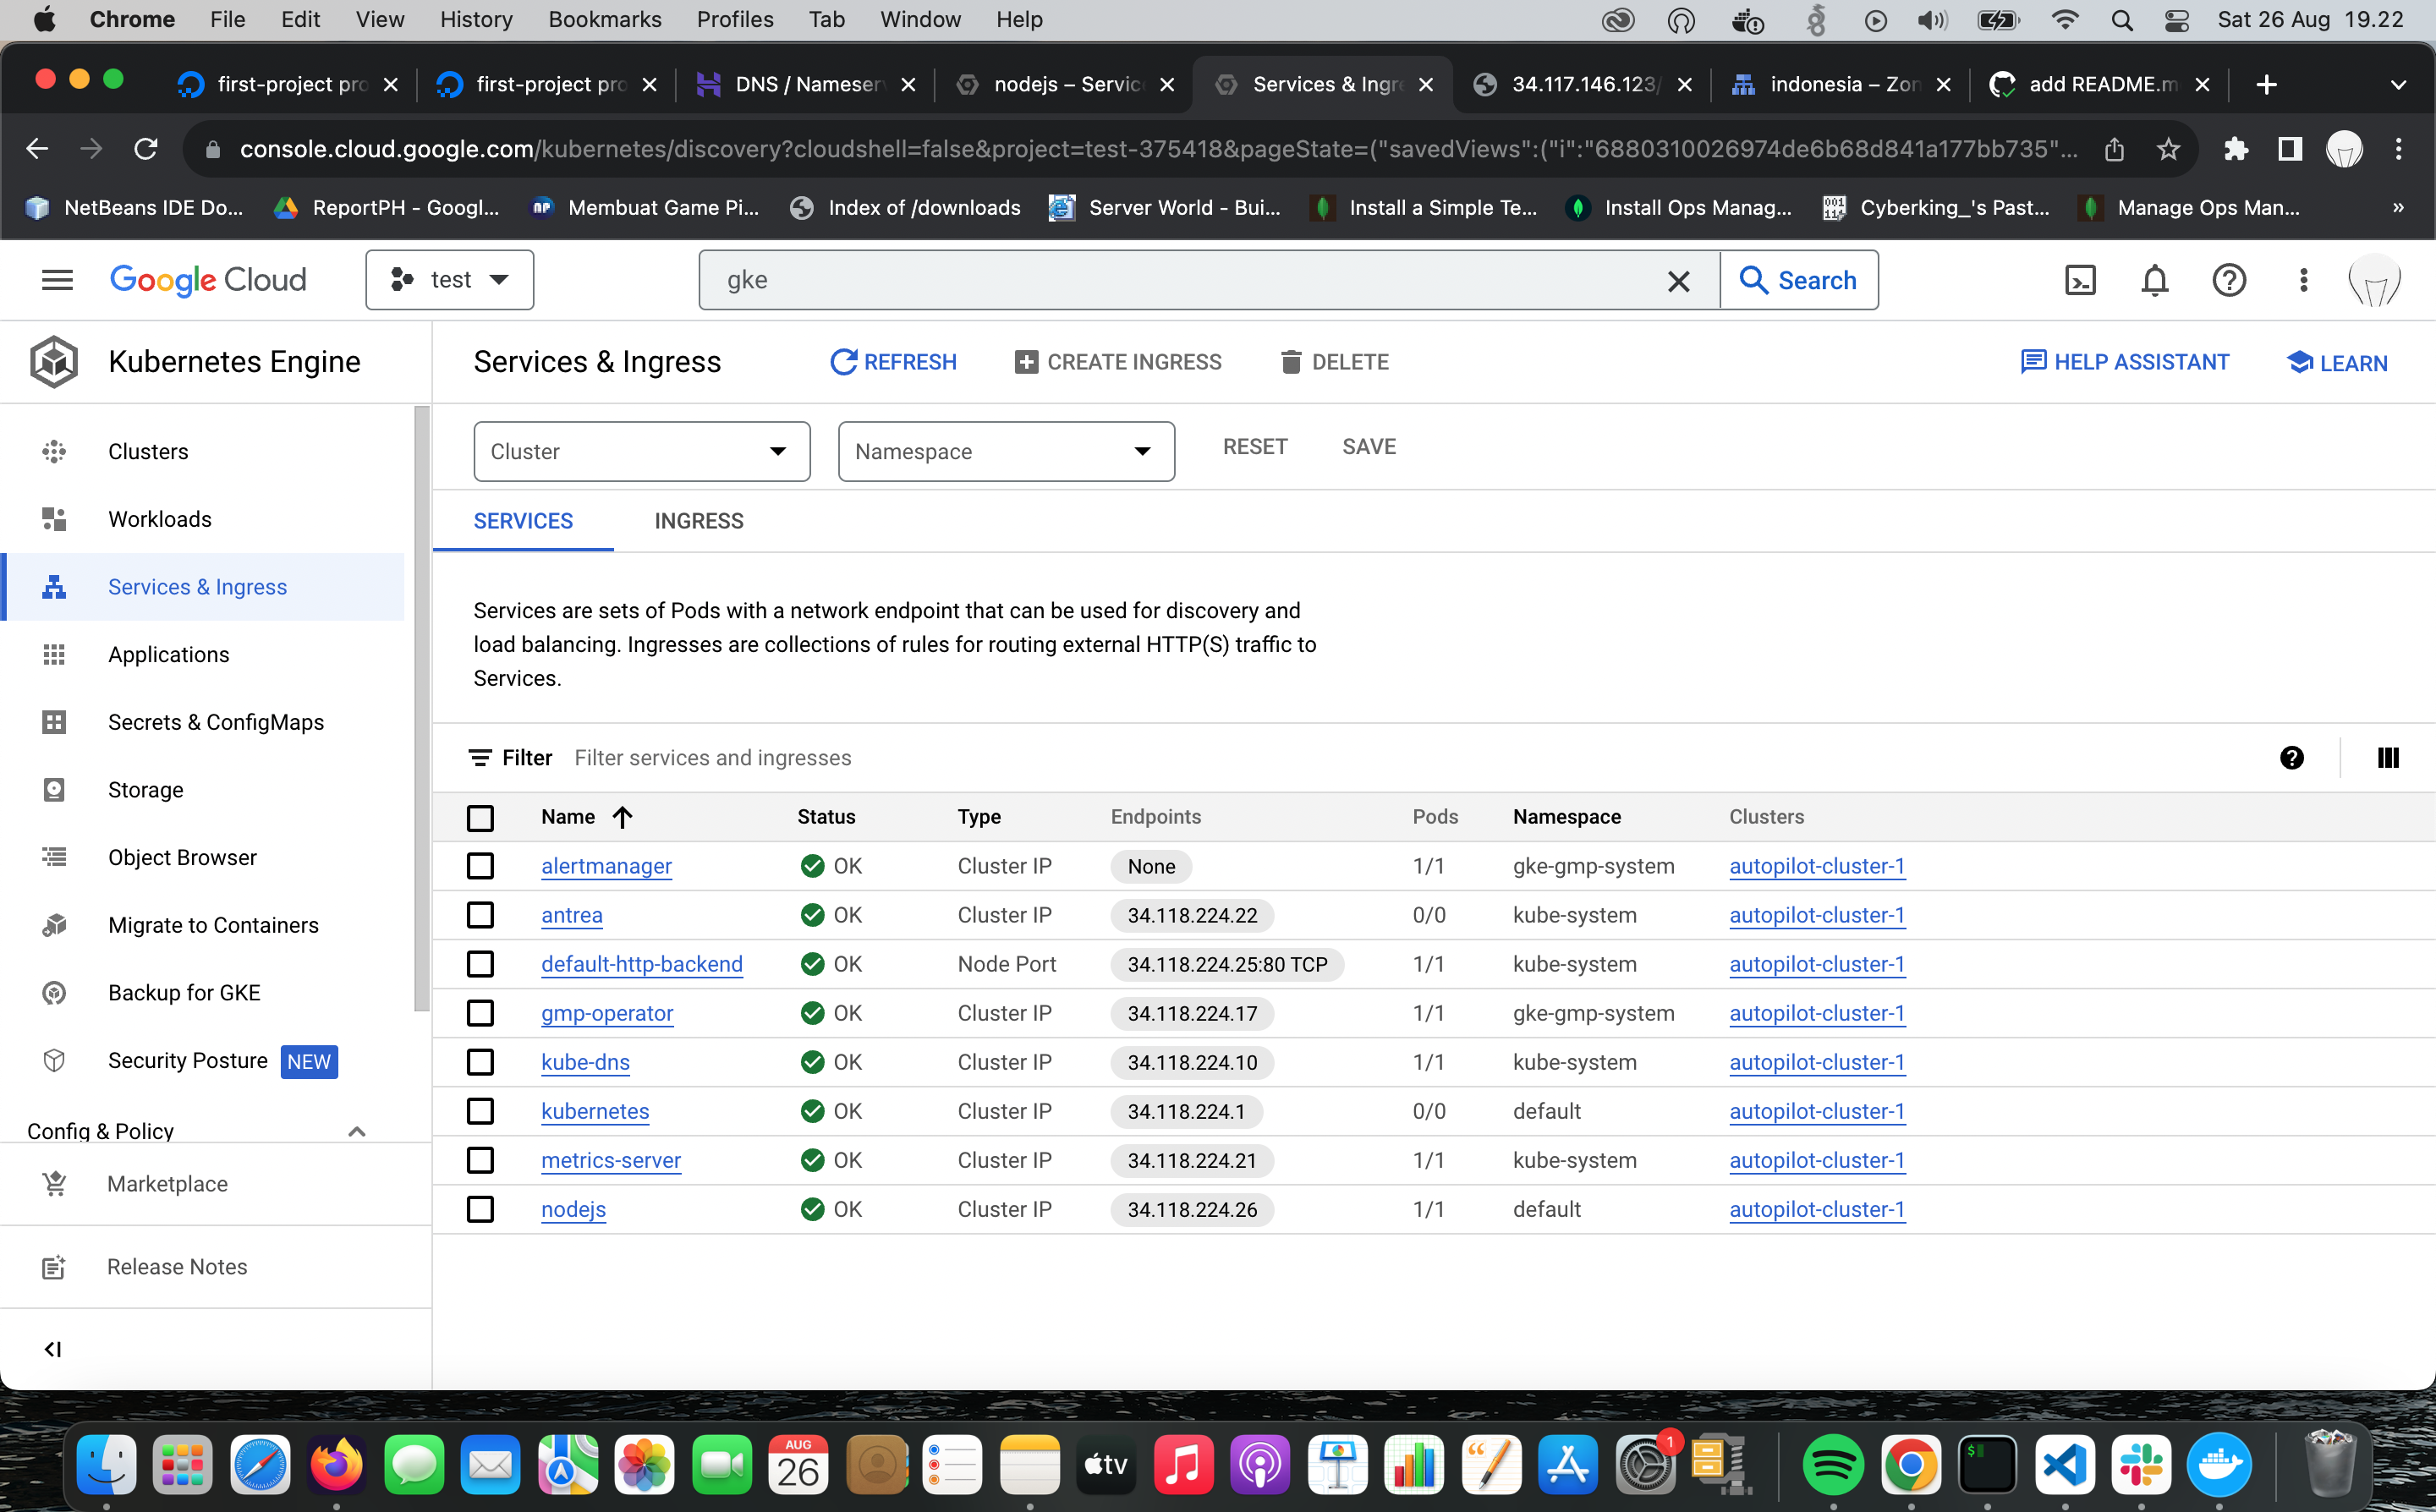 Chrome File Edit View History Bookmarks Profiles Tab Window Help Sat 26 Aug 19.22
first-project pro first-project pro DNS / Nameserv nodejs – Servic Services & Ingre 34.117.146.123/ indonesia – Zon add README.m
console.cloud.google.com/kubernetes/discovery?cloudshell=false&project=test-375418&pageState=("savedViews":("i":"6880310026974de6b68d841a177bb735"...
NetBeans IDE Do... ReportPH - Googl... Membuat Game Pi... Index of /downloads Server World - Bui... Install a Simple Te... Install Ops Manag... Cyberking_'s Past... Manage Ops Man... »
Google Cloud test gke Search
Kubernetes Engine
Clusters
Workloads
Services & Ingress
Applications
Secrets & ConfigMaps
Storage
Object Browser
Migrate to Containers
Backup for GKE
Security Posture NEW
Config & Policy
Marketplace
Release Notes
Services & Ingress REFRESH CREATE INGRESS DELETE HELP ASSISTANT LEARN
Cluster Namespace RESET SAVE
SERVICES INGRESS
Services are sets of Pods with a network endpoint that can be used for discovery and
load balancing. Ingresses are collections of rules for routing external HTTP(S) traffic to
Services.
Filter Filter services and ingresses
Name Status Type Endpoints Pods Namespace Clusters
alertmanager OK Cluster IP None 1/1 gke-gmp-system autopilot-cluster-1
antrea OK Cluster IP 34.118.224.22 0/0 kube-system autopilot-cluster-1
default-http-backend OK Node Port 34.118.224.25:80 TCP 1/1 kube-system autopilot-cluster-1
gmp-operator OK Cluster IP 34.118.224.17 1/1 gke-gmp-system autopilot-cluster-1
kube-dns OK Cluster IP 34.118.224.10 1/1 kube-system autopilot-cluster-1
kubernetes OK Cluster IP 34.118.224.1 0/0 default autopilot-cluster-1
metrics-server OK Cluster IP 34.118.224.21 1/1 kube-system autopilot-cluster-1
nodejs OK Cluster IP 34.118.224.26 1/1 default autopilot-cluster-1
AUG
26
tv
1
$